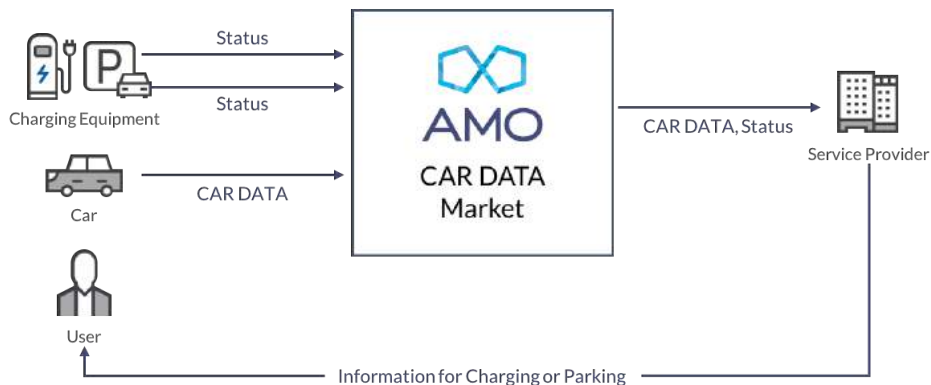 Status
P
Status
Charging Equipment
AMO
CAR DATA
Market
CAR DATA, Status
Service Provider
CAR DATA
Car
User
Information for Charging or Parking